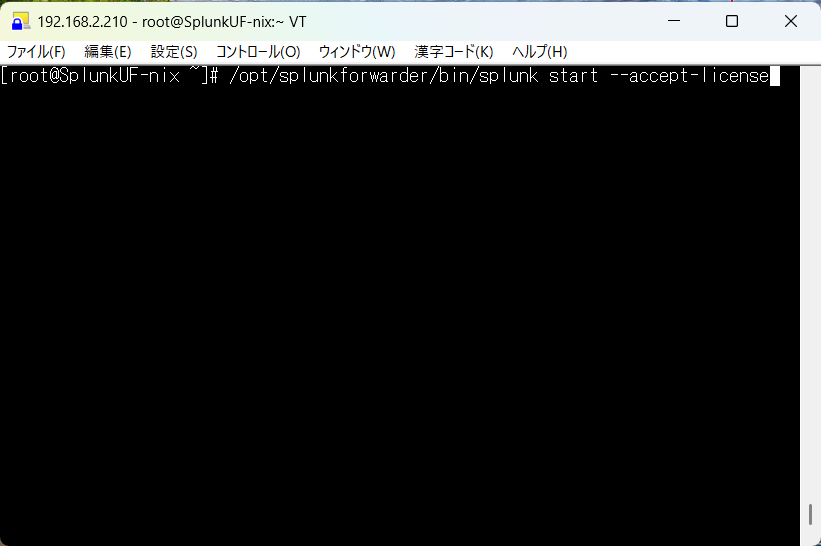 192.168.2.210 - root@SplunkUF-nix:~ VT
ファイル(F) 編集(E) 設定(S) コントロール(O) ウィンドウ(W) 漢字コード(K) ヘルプ(H)
[root@SplunkUF-nix ~]# /opt/splunkforwarder/bin/splunk start --accept-license